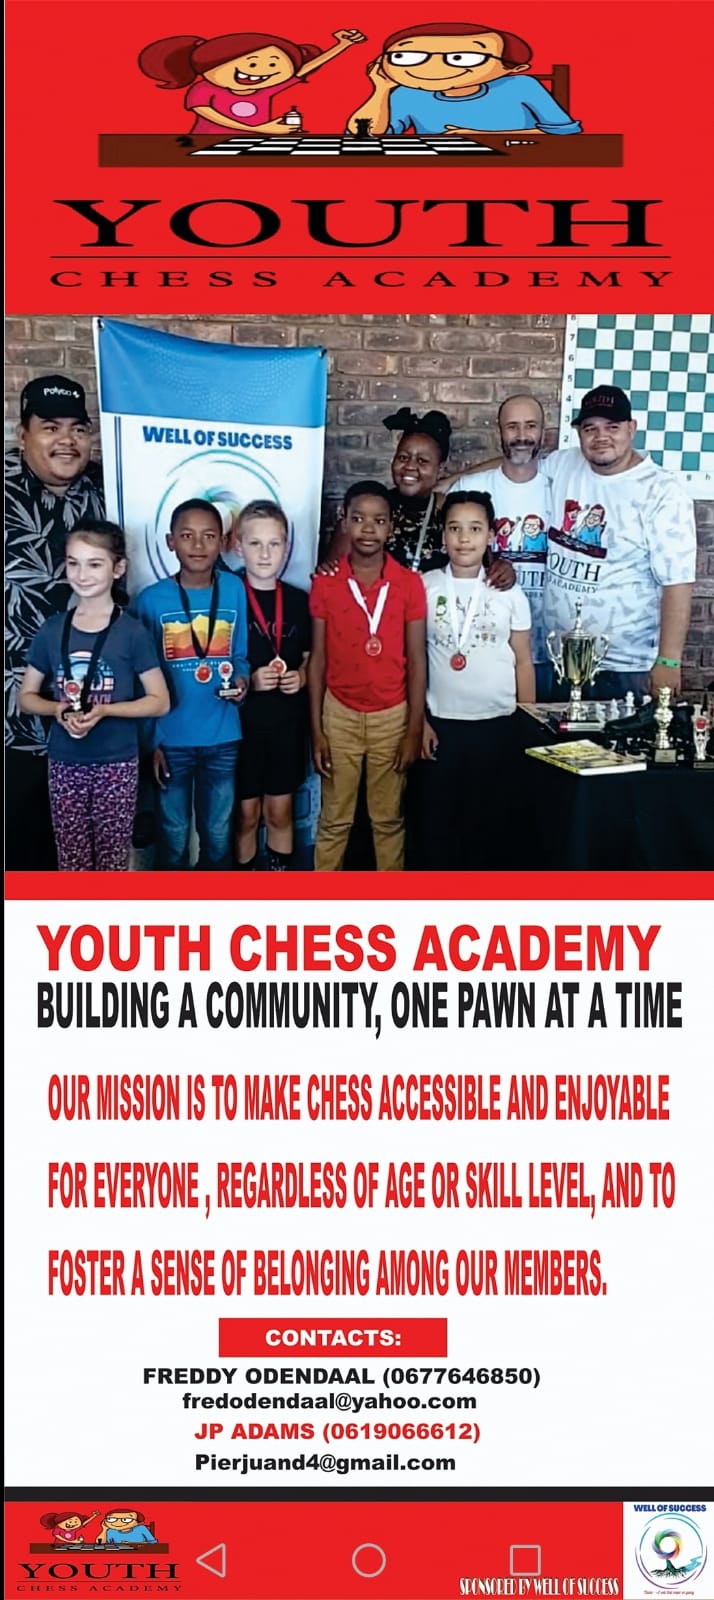 YOUTH
CHESS ACADEMY
Polyco
WELL OF SUCCESS
YOUTH
ACADEMY
YOUTH CHESS ACADEMY
BUILDING A COMMUNITY, ONE PAWN AT A TIME
OUR MISSION IS TO MAKE CHESS ACCESSIBLE AND ENJOYABLE
FOR EVERYONE , REGARDLESS OF AGE OR SKILL LEVEL, AND TO
FOSTER A SENSE OF BELONGING AMONG OUR MEMBERS.
CONTACTS:
FREDDY ODENDAAL (0677646850)
fredodendaal@yahoo.com
JP ADAMS (0619066612)
Pierjuand4@gmail.com
YOUTH
CHESS ACADEMY
SPONSORED BY WELL OF SUCCESS
WELL OF SUCCESS